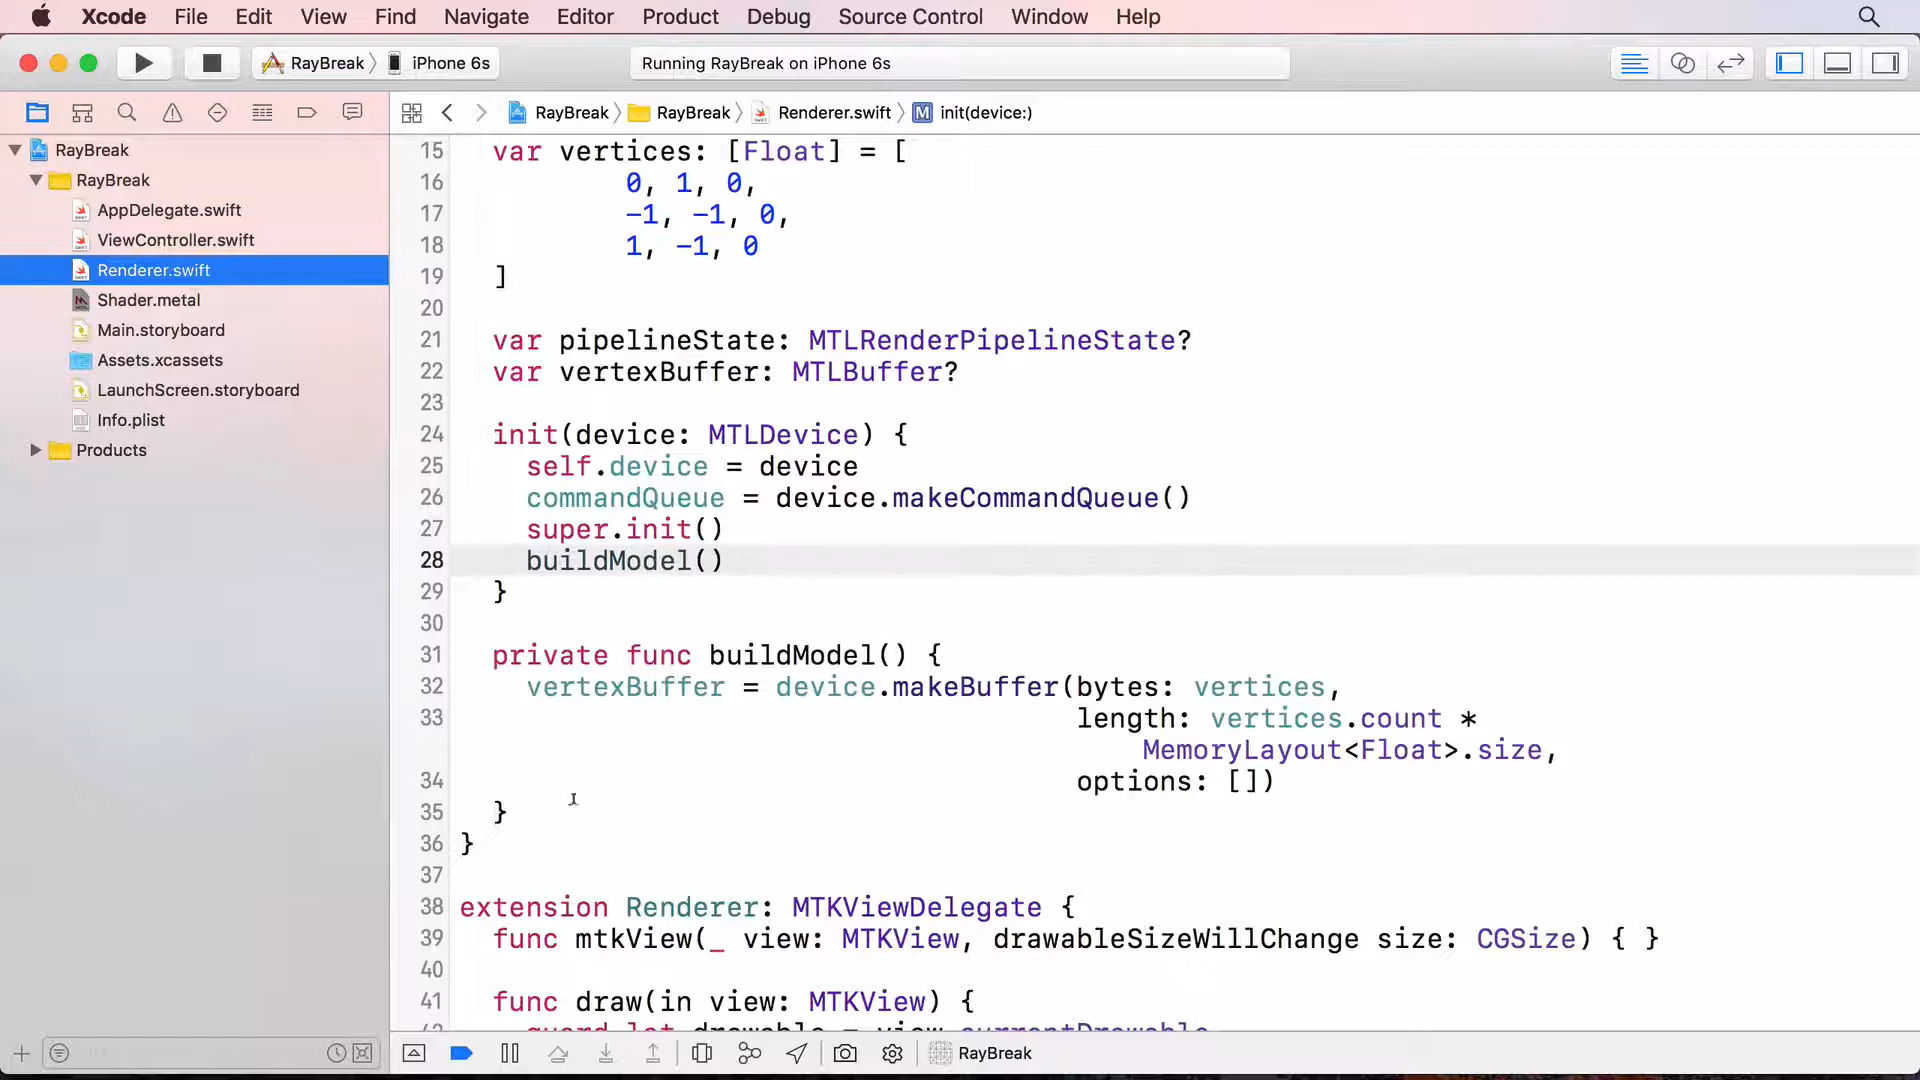 Xcode File Edit View Find Navigate Editor Product Debug Source Control Window Help
RayBreak iPhone 6s Running RayBreak on iPhone 6s
RayBreak RayBreak Renderer.swift M init(device:)
RayBreak
RayBreak
AppDelegate.swift
ViewController.swift
Renderer.swift
Shader.metal
Main.storyboard
Assets.xcassets
LaunchScreen.storyboard
Info.plist
Products
15 var vertices: [Float] = [
16 0, 1, 0,
17 -1, -1, 0,
18 1, -1, 0
19 ]
20
21 var pipelineState: MTLRenderPipelineState?
22 var vertexBuffer: MTLBuffer?
23
24 init(device: MTLDevice) {
25 self.device = device
26 commandQueue = device.makeCommandQueue()
27 super.init()
28 buildModel()
29 }
30
31 private func buildModel() {
32 vertexBuffer = device.makeBuffer(bytes: vertices,
33 length: vertices.count *
MemoryLayout<Float>.size,
34 options: [])
35 }
36 }
37
38 extension Renderer: MTKViewDelegate {
39 func mtkView(_ view: MTKView, drawableSizeWillChange size: CGSize) { }
40
41 func draw(in view: MTKView) {
42 guard let drawable = view.currentDrawable
RayBreak